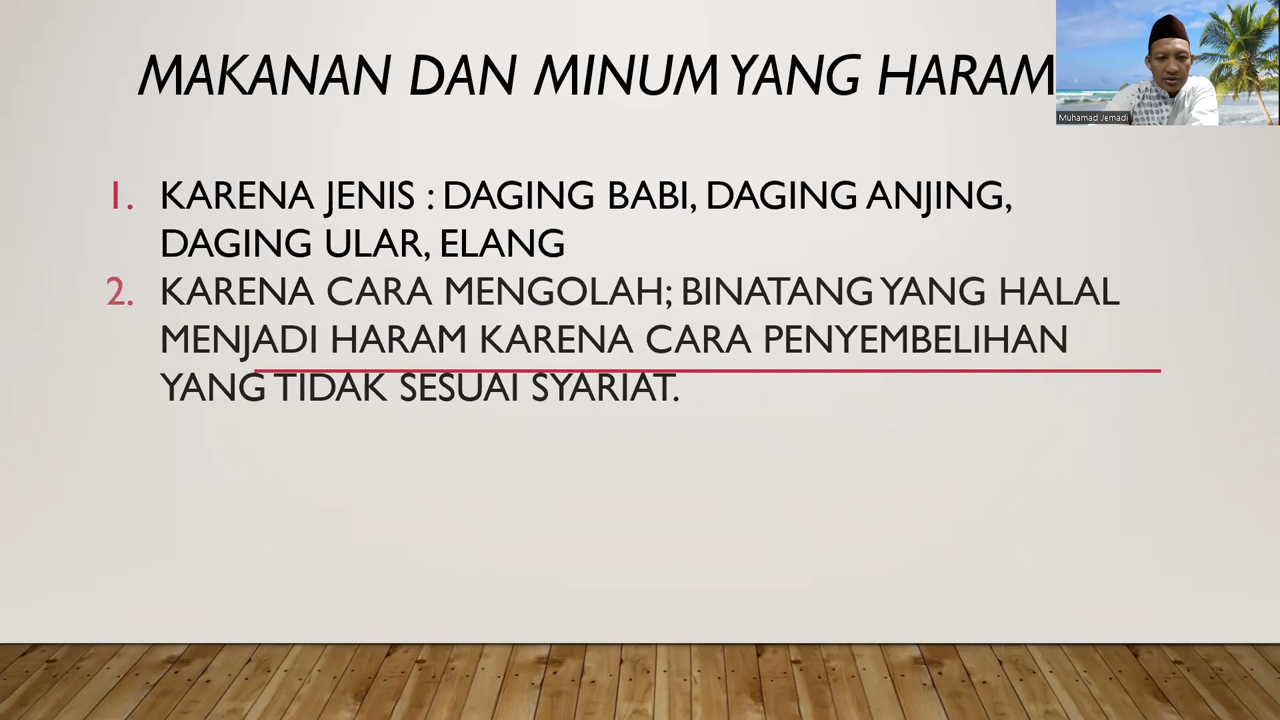 MAKANAN DAN MINUM YANG HARAM
Muhamad Jemadi
1. KARENA JENIS : DAGING BABI, DAGING ANJING,
DAGING ULAR, ELANG
2. KARENA CARA MENGOLAH; BINATANG YANG HALAL
MENJADI HARAM KARENA CARA PENYEMBELIHAN
YANG TIDAK SESUAI SYARIAT.